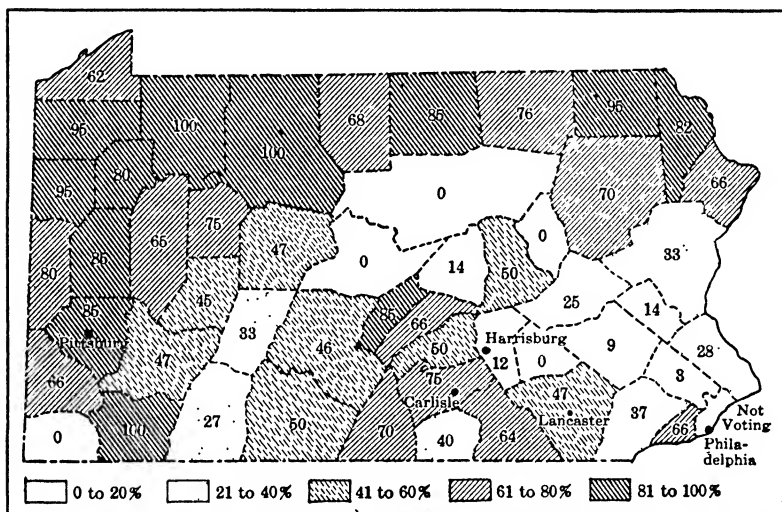 62
68 85 76 95
95 100 100 82
95 80 66
0 70
75 0
80 85 65 47 33
0 14 50
45 25
85 85 14
Pittsburg 33 66 Harrisburg
47 46 50 9 28
66 12 0 3
75 47
Carlisle Not
0 100 27 50 70 40 64 Lancaster 37 66 Voting
Phila-
delphia
0 to 20% 21 to 40% 41 to 60% 61 to 80% 81 to 100%